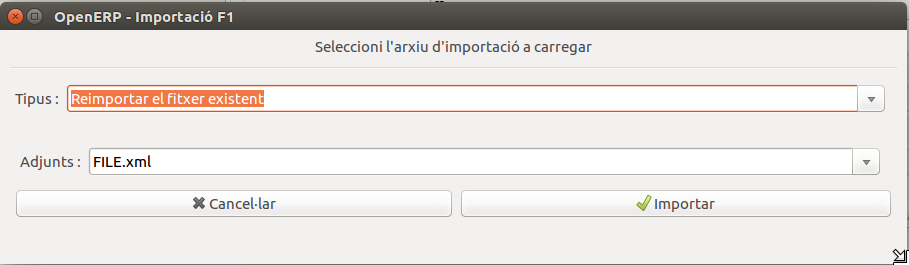 OpenERP - Importació F1
Seleccioni l'arxiu d'importació a carregar
Tipus : Reimportar el fitxer existent
Adjunts : FILE.xml
Cancel·lar Importar